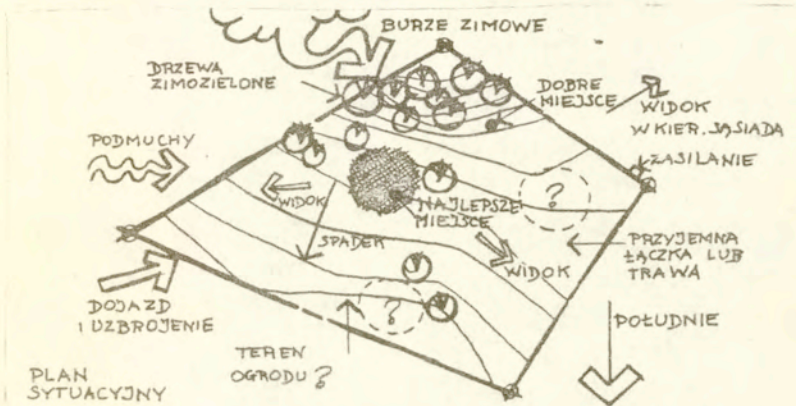 BURZE ZIMOWE
DRZEWA
ZIMOZIELONE
DOBRE
MIEJSCE
WIDOK
W KIER. SĄSIADA
PODMUCHY
ZASILANIE
?
WIDOK
NAJLEPSZE
MIEJSCE
SPADEK
WIDOK
PRZYJEMNA
ŁĄCZKA LUB
TRAWA
DOJAZD
I UZBROJENIE
?
POŁUDNIE
TEREN
OGRODU?
PLAN
SYTUACYJNY